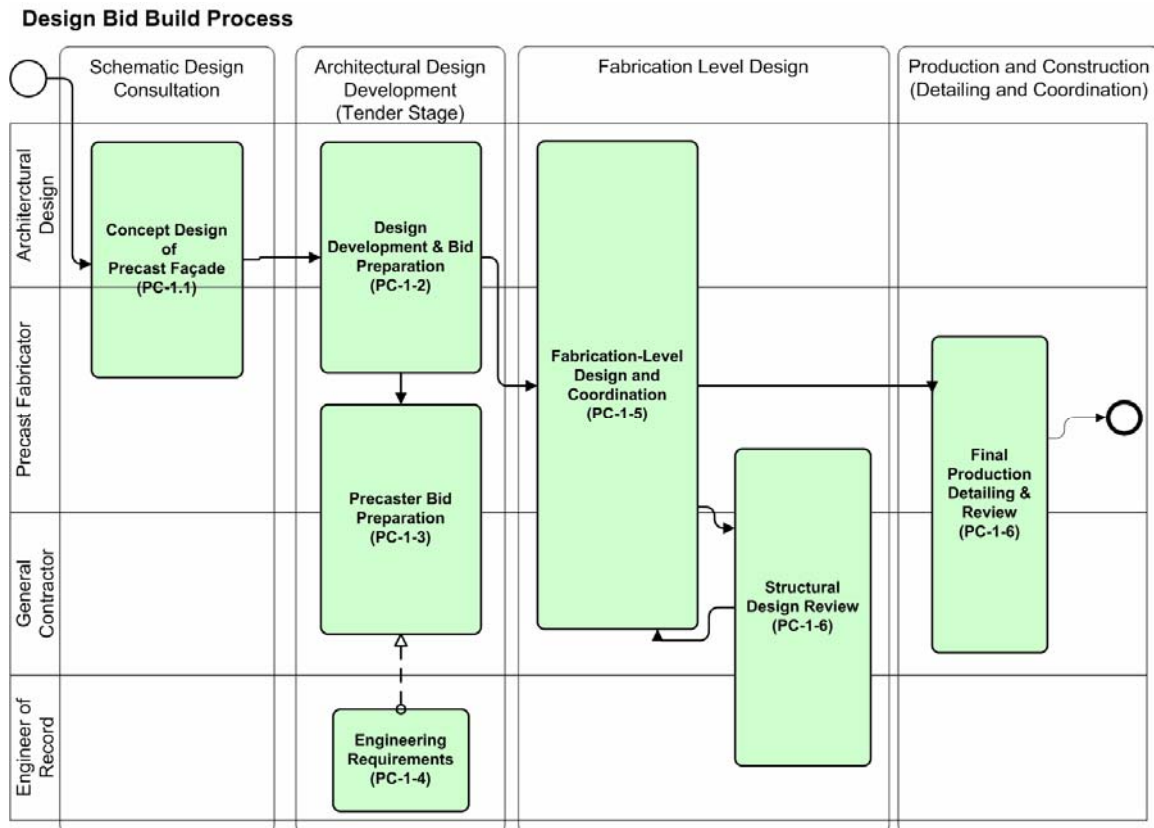 Design Bid Build Process
Schematic Design
Consultation
Architectural Design
Development
(Tender Stage)
Fabrication Level Design
Production and Construction
(Detailing and Coordination)
Architerctural
Design
Concept Design
of
Precast Façade
(PC-1.1)
Design
Development & Bid
Preparation
(PC-1-2)
Precast Fabricator
Fabrication-Level
Design and
Coordination
(PC-1-5)
Precaster Bid
Preparation
(PC-1-3)
Final
Production
Detailing &
Review
(PC-1-6)
General
Contractor
Structural
Design Review
(PC-1-6)
Engineer of
Record
Engineering
Requirements
(PC-1-4)